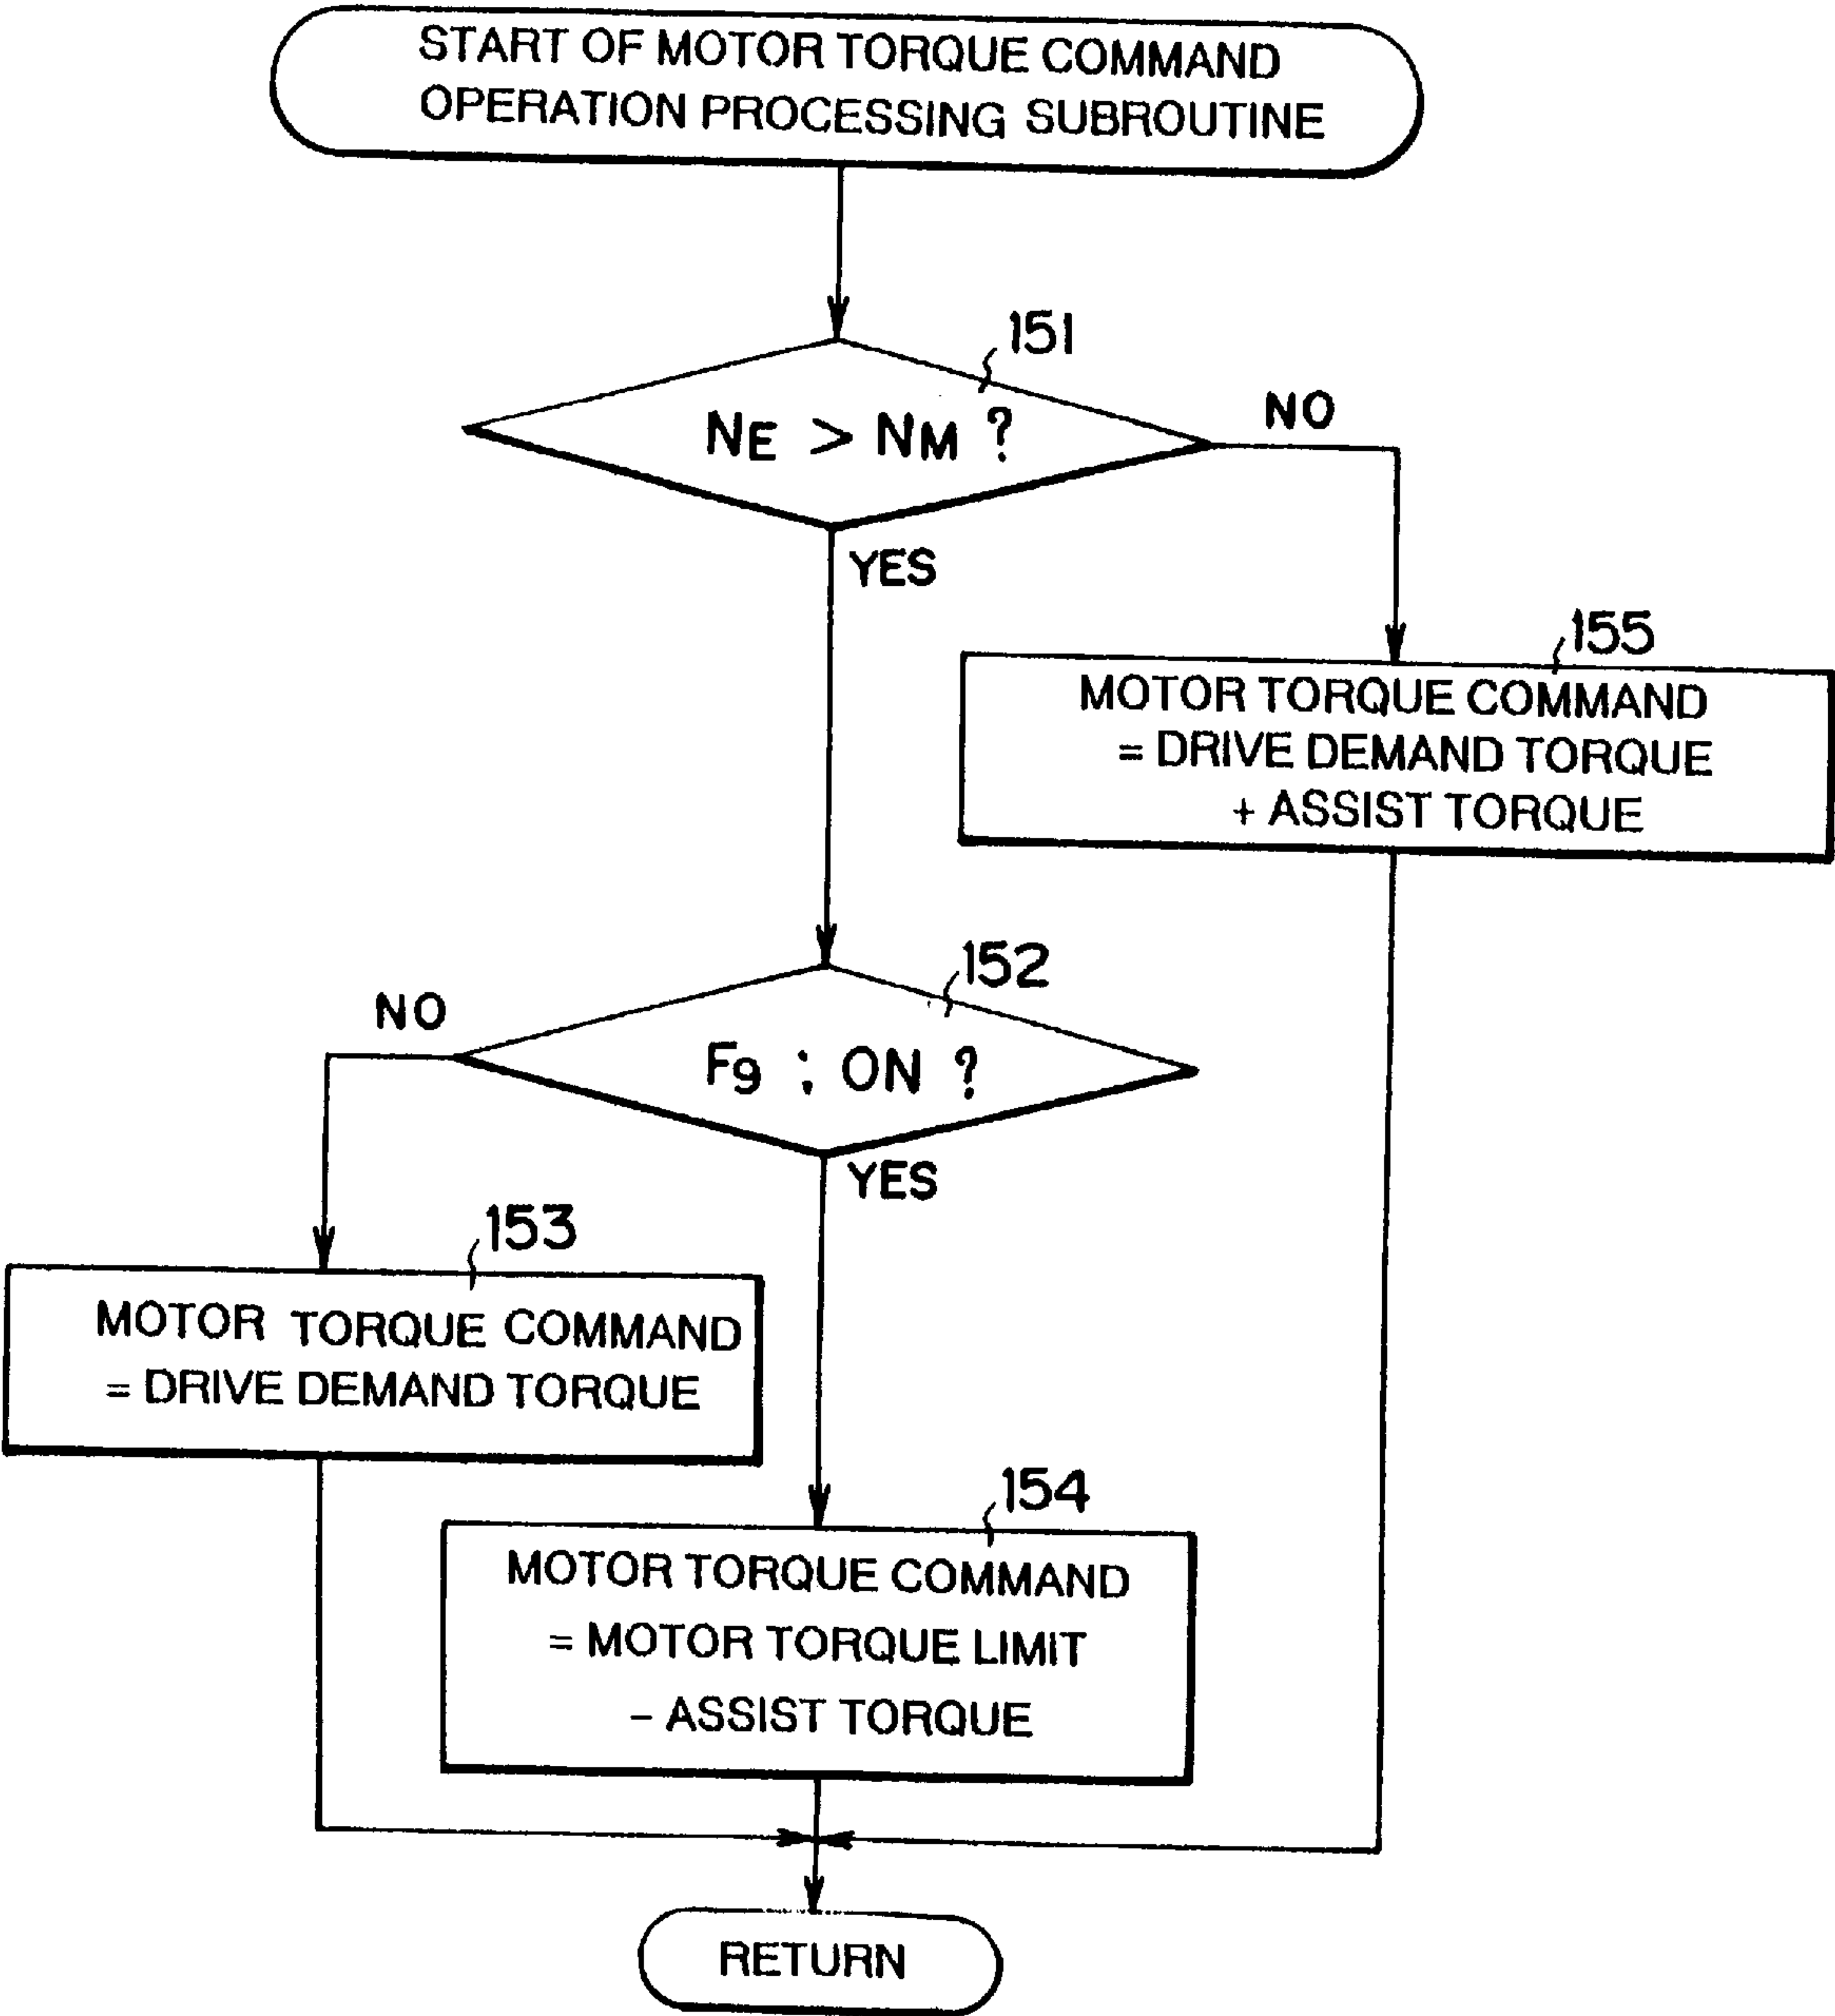 START OF MOTOR TORQUE COMMAND
OPERATION PROCESSING SUBROUTINE
151
NE > NM ?
NO
YES
155
MOTOR TORQUE COMMAND
= DRIVE DEMAND TORQUE
+ ASSIST TORQUE
152
NO
F9 ; ON ?
YES
153
MOTOR TORQUE COMMAND
= DRIVE DEMAND TORQUE
154
MOTOR TORQUE COMMAND
= MOTOR TORQUE LIMIT
– ASSIST TORQUE
RETURN